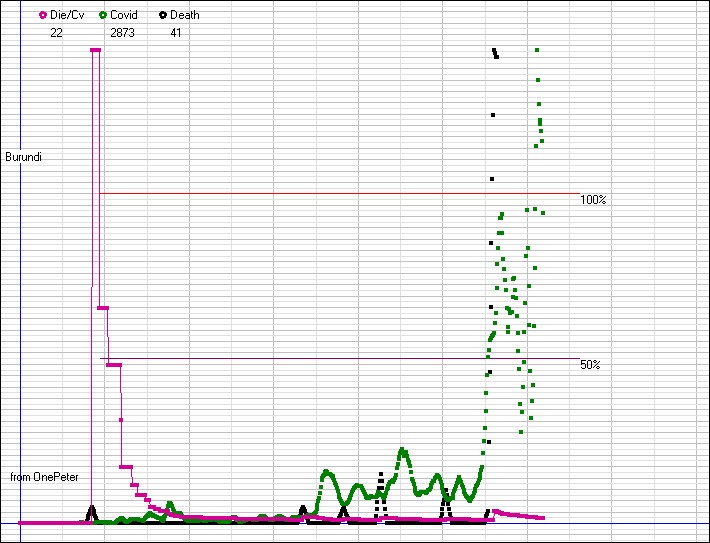 Die/Cv Covid Death
22 2873 41
Burundi
100%
50%
from OnePeter